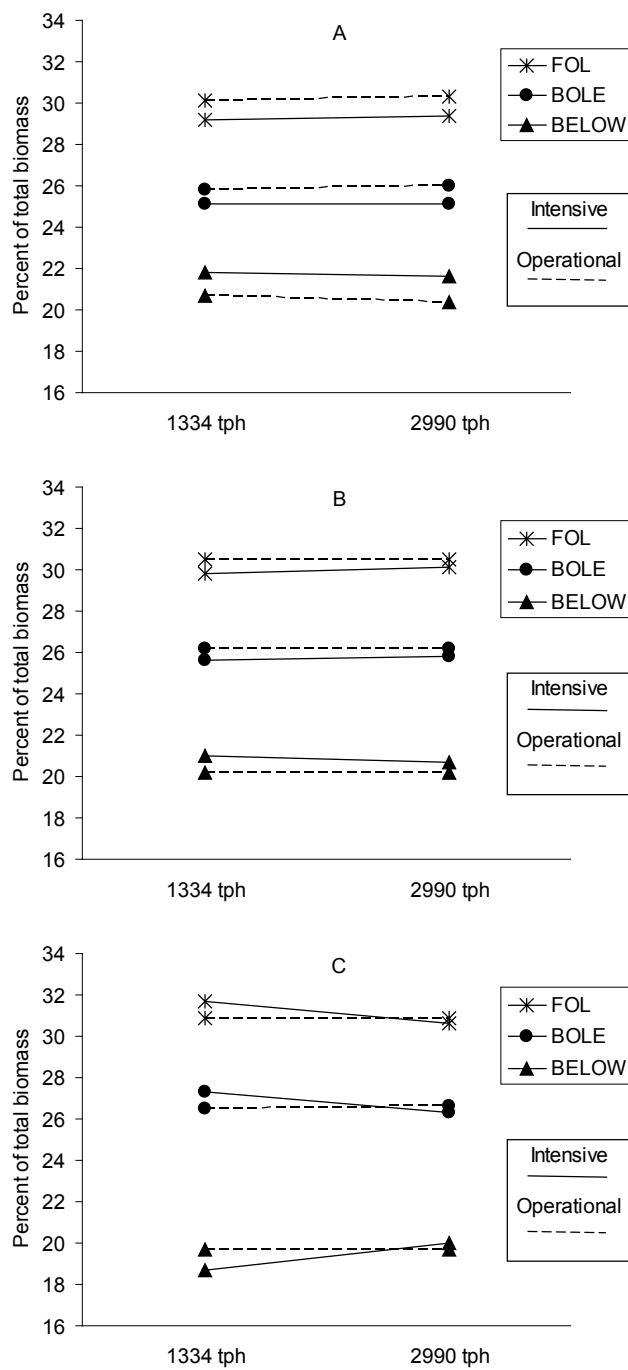 A
34
32
30
28
26
24
22
20
18
16
Percent of total biomass
1334 tph
2990 tph
FOL
BOLE
BELOW
Intensive
Operational
B
34
32
30
28
26
24
22
20
18
16
Percent of total biomass
1334 tph
2990 tph
FOL
BOLE
BELOW
Intensive
Operational
C
34
32
30
28
26
24
22
20
18
16
Percent of total biomass
1334 tph
2990 tph
FOL
BOLE
BELOW
Intensive
Operational